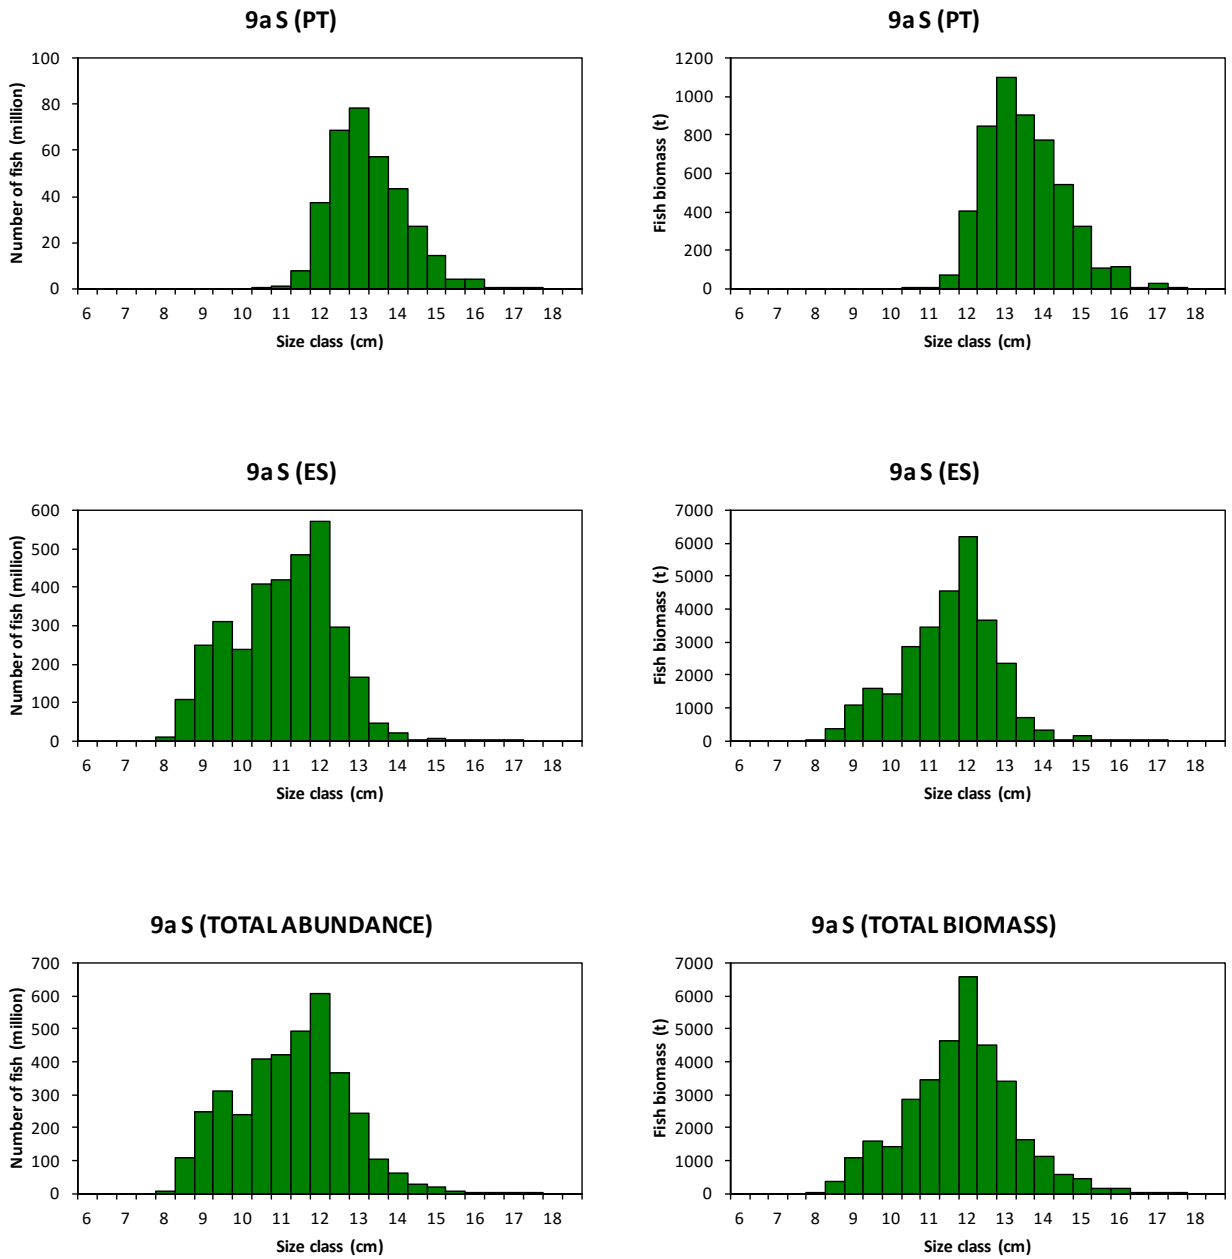 9a S (PT)
Number of fish (million)
100
80
60
40
20
0
6 7 8 9 10 11 12 13 14 15 16 17 18
Size class (cm)
9a S (PT)
Fish biomass (t)
1200
1000
800
600
400
200
0
6 7 8 9 10 11 12 13 14 15 16 17 18
Size class (cm)
9a S (ES)
Number of fish (million)
600
500
400
300
200
100
0
6 7 8 9 10 11 12 13 14 15 16 17 18
Size class (cm)
9a S (ES)
Fish biomass (t)
7000
6000
5000
4000
3000
2000
1000
0
6 7 8 9 10 11 12 13 14 15 16 17 18
Size class (cm)
9a S (TOTAL ABUNDANCE)
Number of fish (million)
700
600
500
400
300
200
100
0
6 7 8 9 10 11 12 13 14 15 16 17 18
Size class (cm)
9a S (TOTAL BIOMASS)
Fish biomass (t)
7000
6000
5000
4000
3000
2000
1000
0
6 7 8 9 10 11 12 13 14 15 16 17 18
Size class (cm)